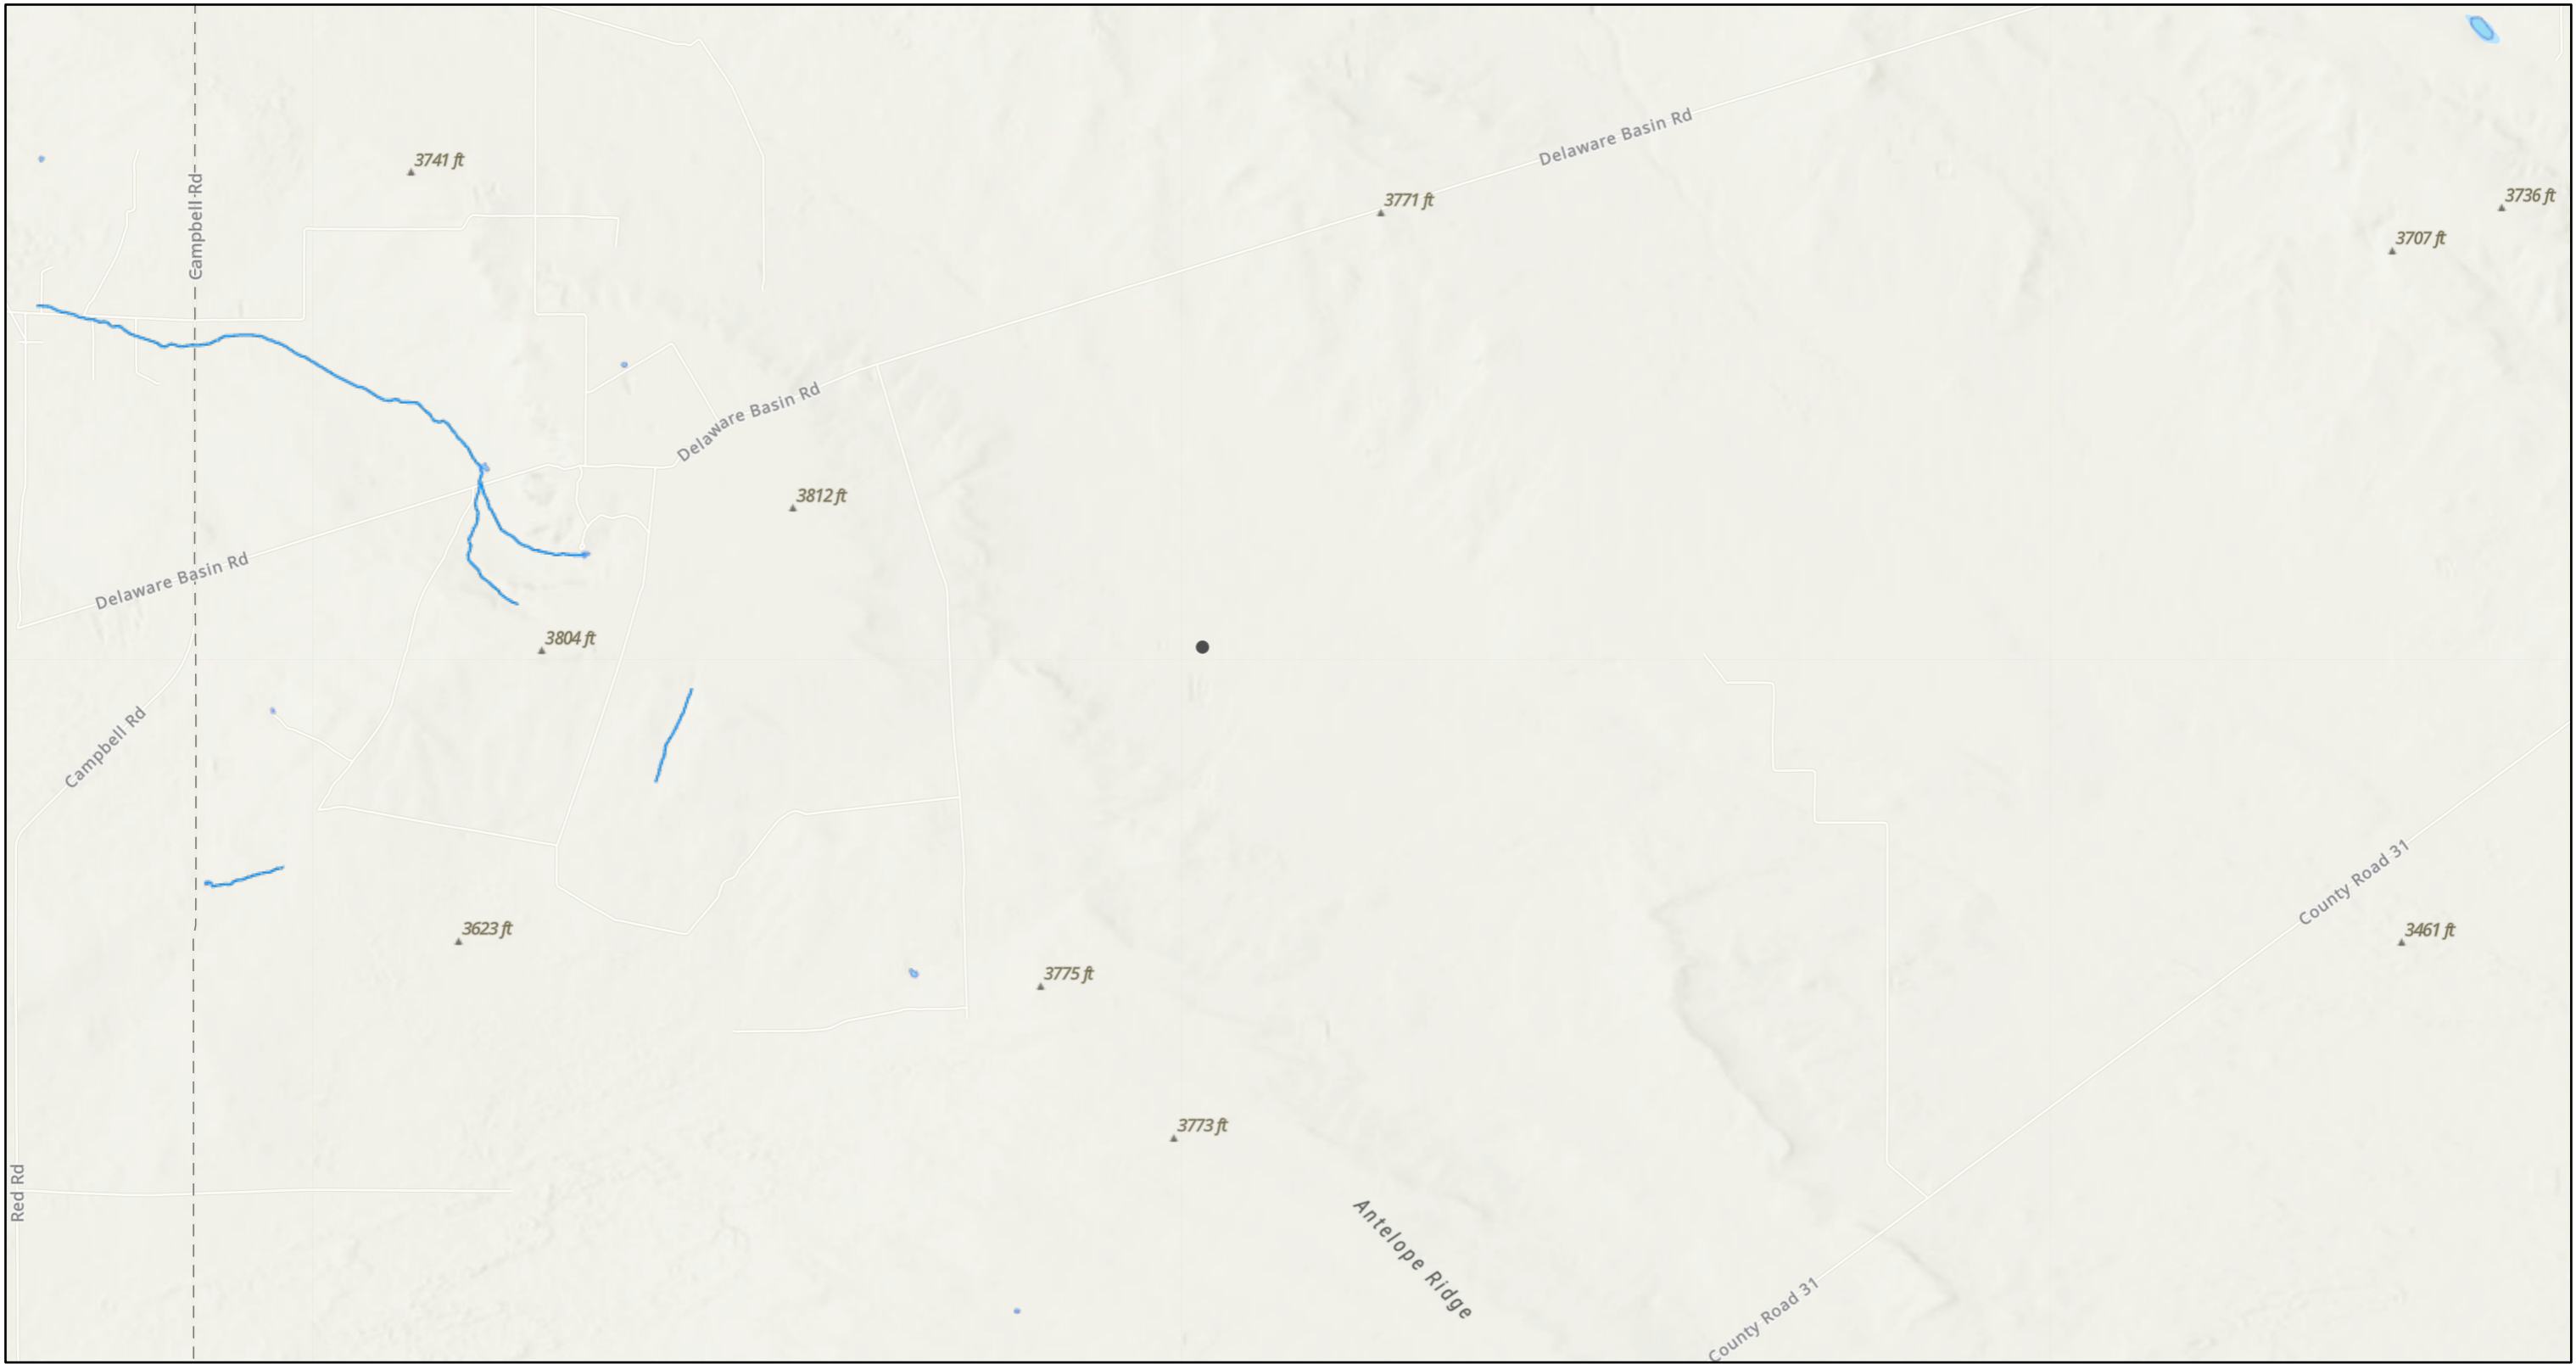 Delaware Basin Rd
3741 ft
Campbell Rd
3771 ft
3736 ft
3707 ft
Delaware Basin Rd
3812 ft
Delaware Basin Rd
3804 ft
Campbell Rd
County Road 31
3623 ft
3461 ft
3775 ft
3773 ft
Red Rd
Antelope Ridge
County Road 31